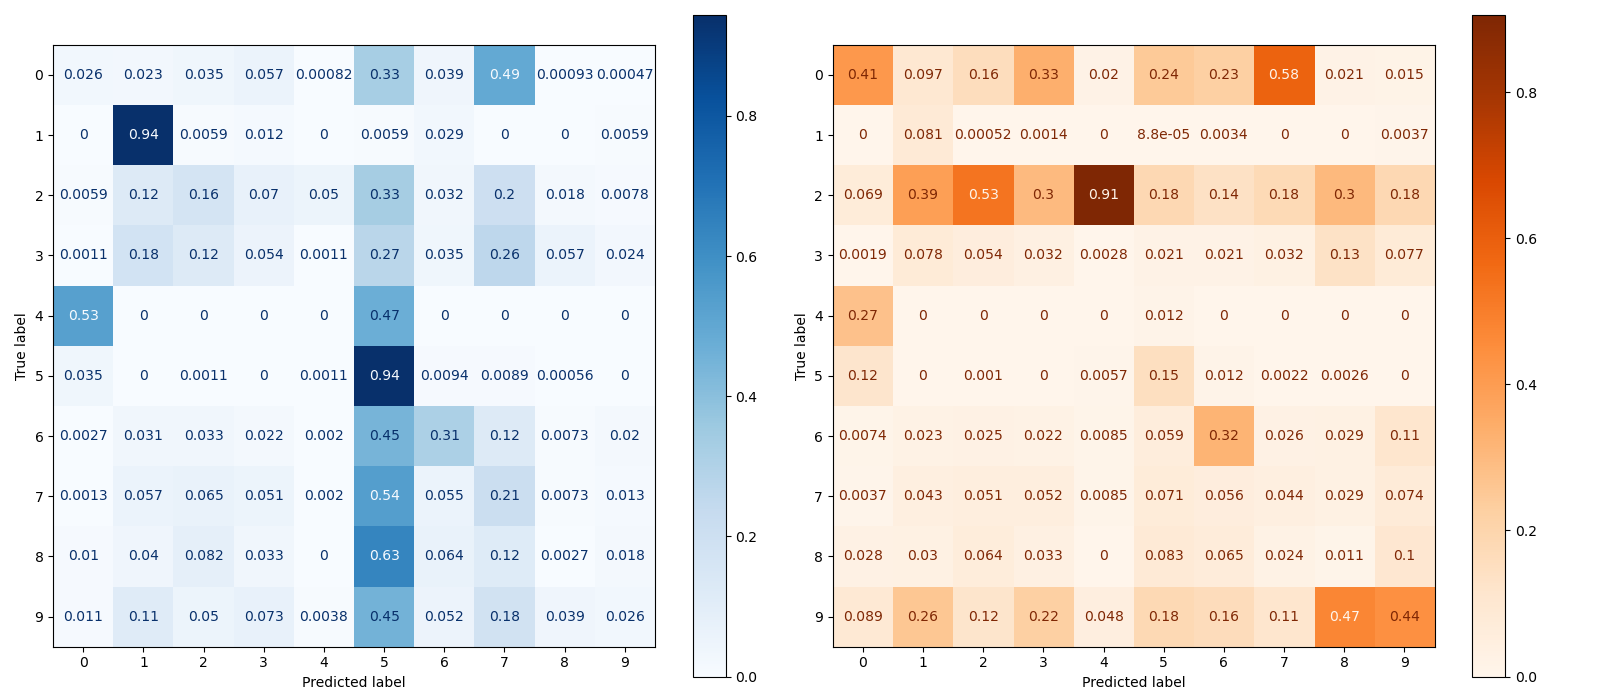 0 0.026 0.023 0.035 0.057 0.00082 0.33 0.039 0.49 0.00093 0.00047
1 0 0.94 0.0059 0.012 0 0.0059 0.029 0 0 0.0059
2 0.0059 0.12 0.16 0.07 0.05 0.33 0.032 0.2 0.018 0.0078
3 0.0011 0.18 0.12 0.054 0.0011 0.27 0.035 0.26 0.057 0.024
4 0.53 0 0 0 0 0.47 0 0 0 0
5 0.035 0 0.0011 0 0.0011 0.94 0.0094 0.0089 0.00056 0
6 0.0027 0.031 0.033 0.022 0.002 0.45 0.31 0.12 0.0073 0.02
7 0.0013 0.057 0.065 0.051 0.002 0.54 0.055 0.21 0.0073 0.013
8 0.01 0.04 0.082 0.033 0 0.63 0.064 0.12 0.0027 0.018
9 0.011 0.11 0.05 0.073 0.0038 0.45 0.052 0.18 0.039 0.026
0 1 2 3 4 5 6 7 8 9
True label
Predicted label
0.8
0.6
0.4
0.2
0.0
0 0.41 0.097 0.16 0.33 0.02 0.24 0.23 0.58 0.021 0.015
1 0 0.081 0.00052 0.0014 0 8.8e-05 0.0034 0 0 0.0037
2 0.069 0.39 0.53 0.3 0.91 0.18 0.14 0.18 0.3 0.18
3 0.0019 0.078 0.054 0.032 0.0028 0.021 0.021 0.032 0.13 0.077
4 0.27 0 0 0 0 0.012 0 0 0 0
5 0.12 0 0.001 0 0.0057 0.15 0.012 0.0022 0.0026 0
6 0.0074 0.023 0.025 0.022 0.0085 0.059 0.32 0.026 0.029 0.11
7 0.0037 0.043 0.051 0.052 0.0085 0.071 0.056 0.044 0.029 0.074
8 0.028 0.03 0.064 0.033 0 0.083 0.065 0.024 0.011 0.1
9 0.089 0.26 0.12 0.22 0.048 0.18 0.16 0.11 0.47 0.44
0 1 2 3 4 5 6 7 8 9
True label
Predicted label
0.8
0.6
0.4
0.2
0.0